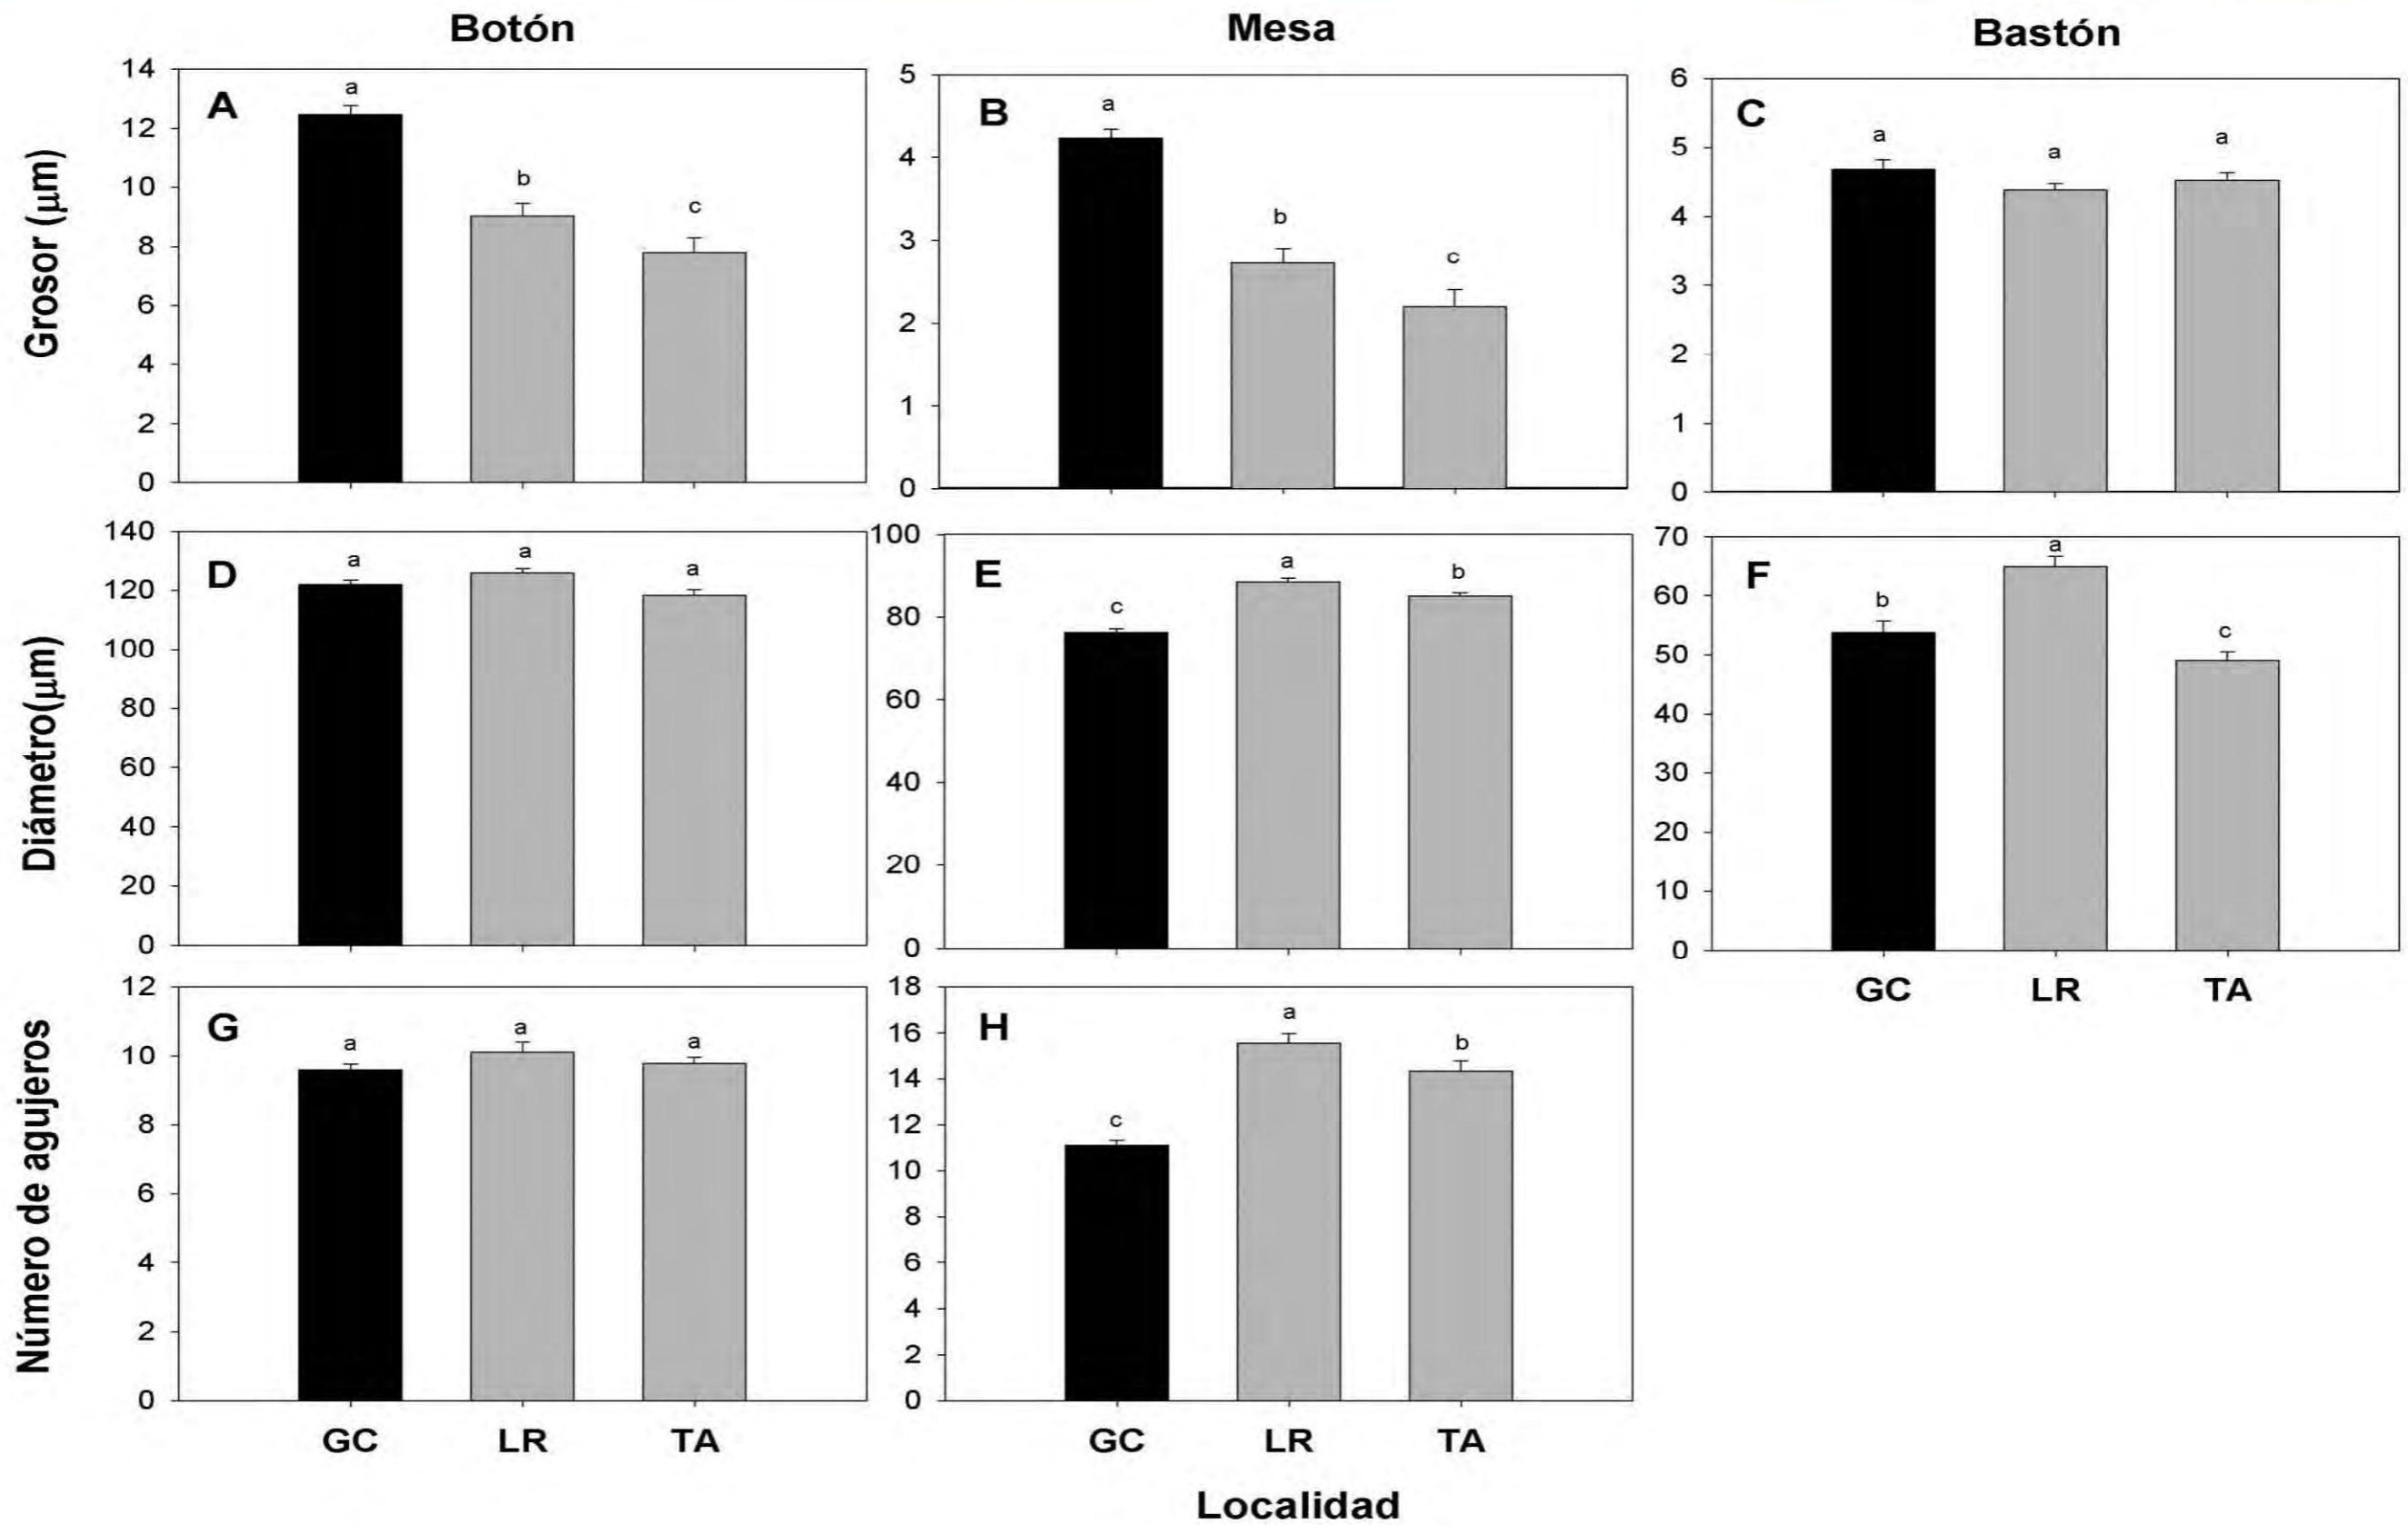 Botón Mesa Bastón
Grosor (μm)
A
14
12
10
8
6
4
2
0
a
b
c
B
5
4
3
2
1
0
a
b
c
C
6
5
4
3
2
1
0
a
a
a
Diámetro(μm)
D
140
120
100
80
60
40
20
0
a
a
a
E
100
80
60
40
20
0
c
a
b
F
70
60
50
40
30
20
10
0
b
a
c
GC LR TA
Número de agujeros
G
12
10
8
6
4
2
0
a
a
a
GC LR TA
H
18
16
14
12
10
8
6
4
2
0
c
a
b
GC LR TA
Localidad